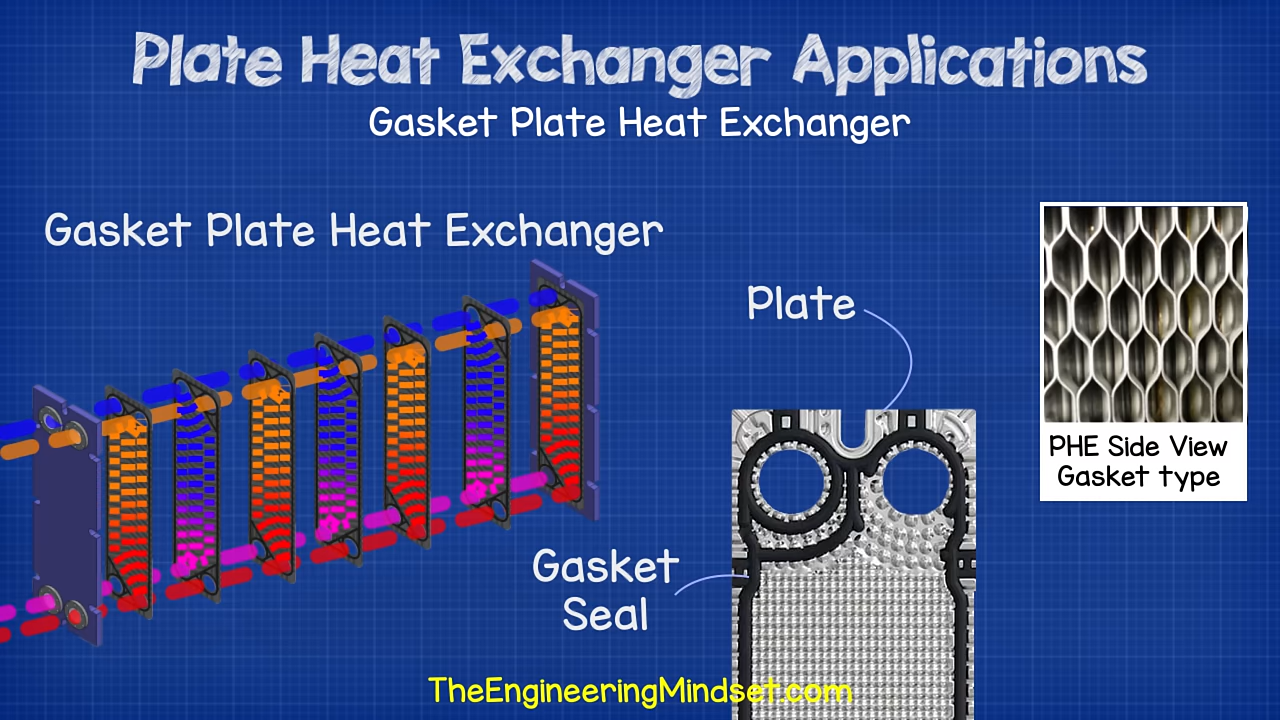 Plate Heat Exchanger Applications
Gasket Plate Heat Exchanger
Gasket Plate Heat Exchanger
Plate
PHE Side View
Gasket type
Gasket
Seal
TheEngineeringMindset.com